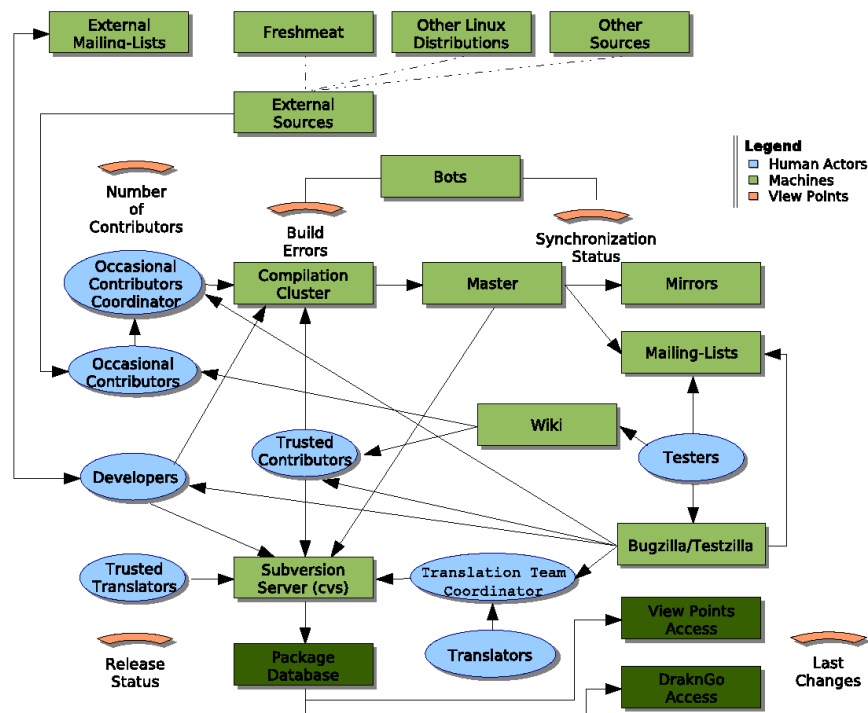 External
Mailing-Lists
Freshmeat
Other Linux
Distributions
Other
Sources
External
Sources
Legend
Human Actors
Machines
View Points
Bots
Number
of
Contributors
Build
Errors
Synchronization
Status
Occasional
Contributors
Coordinator
Compilation
Cluster
Master
Mirrors
Occasional
Contributors
Mailing-Lists
Trusted
Contributors
Wiki
Testers
Developers
Bugzilla/Testzilla
Trusted
Translators
Subversion
Server (cvs)
Translation Team
Coordinator
View Points
Access
Release
Status
Package
Database
Translators
Last
Changes
DraknGo
Access